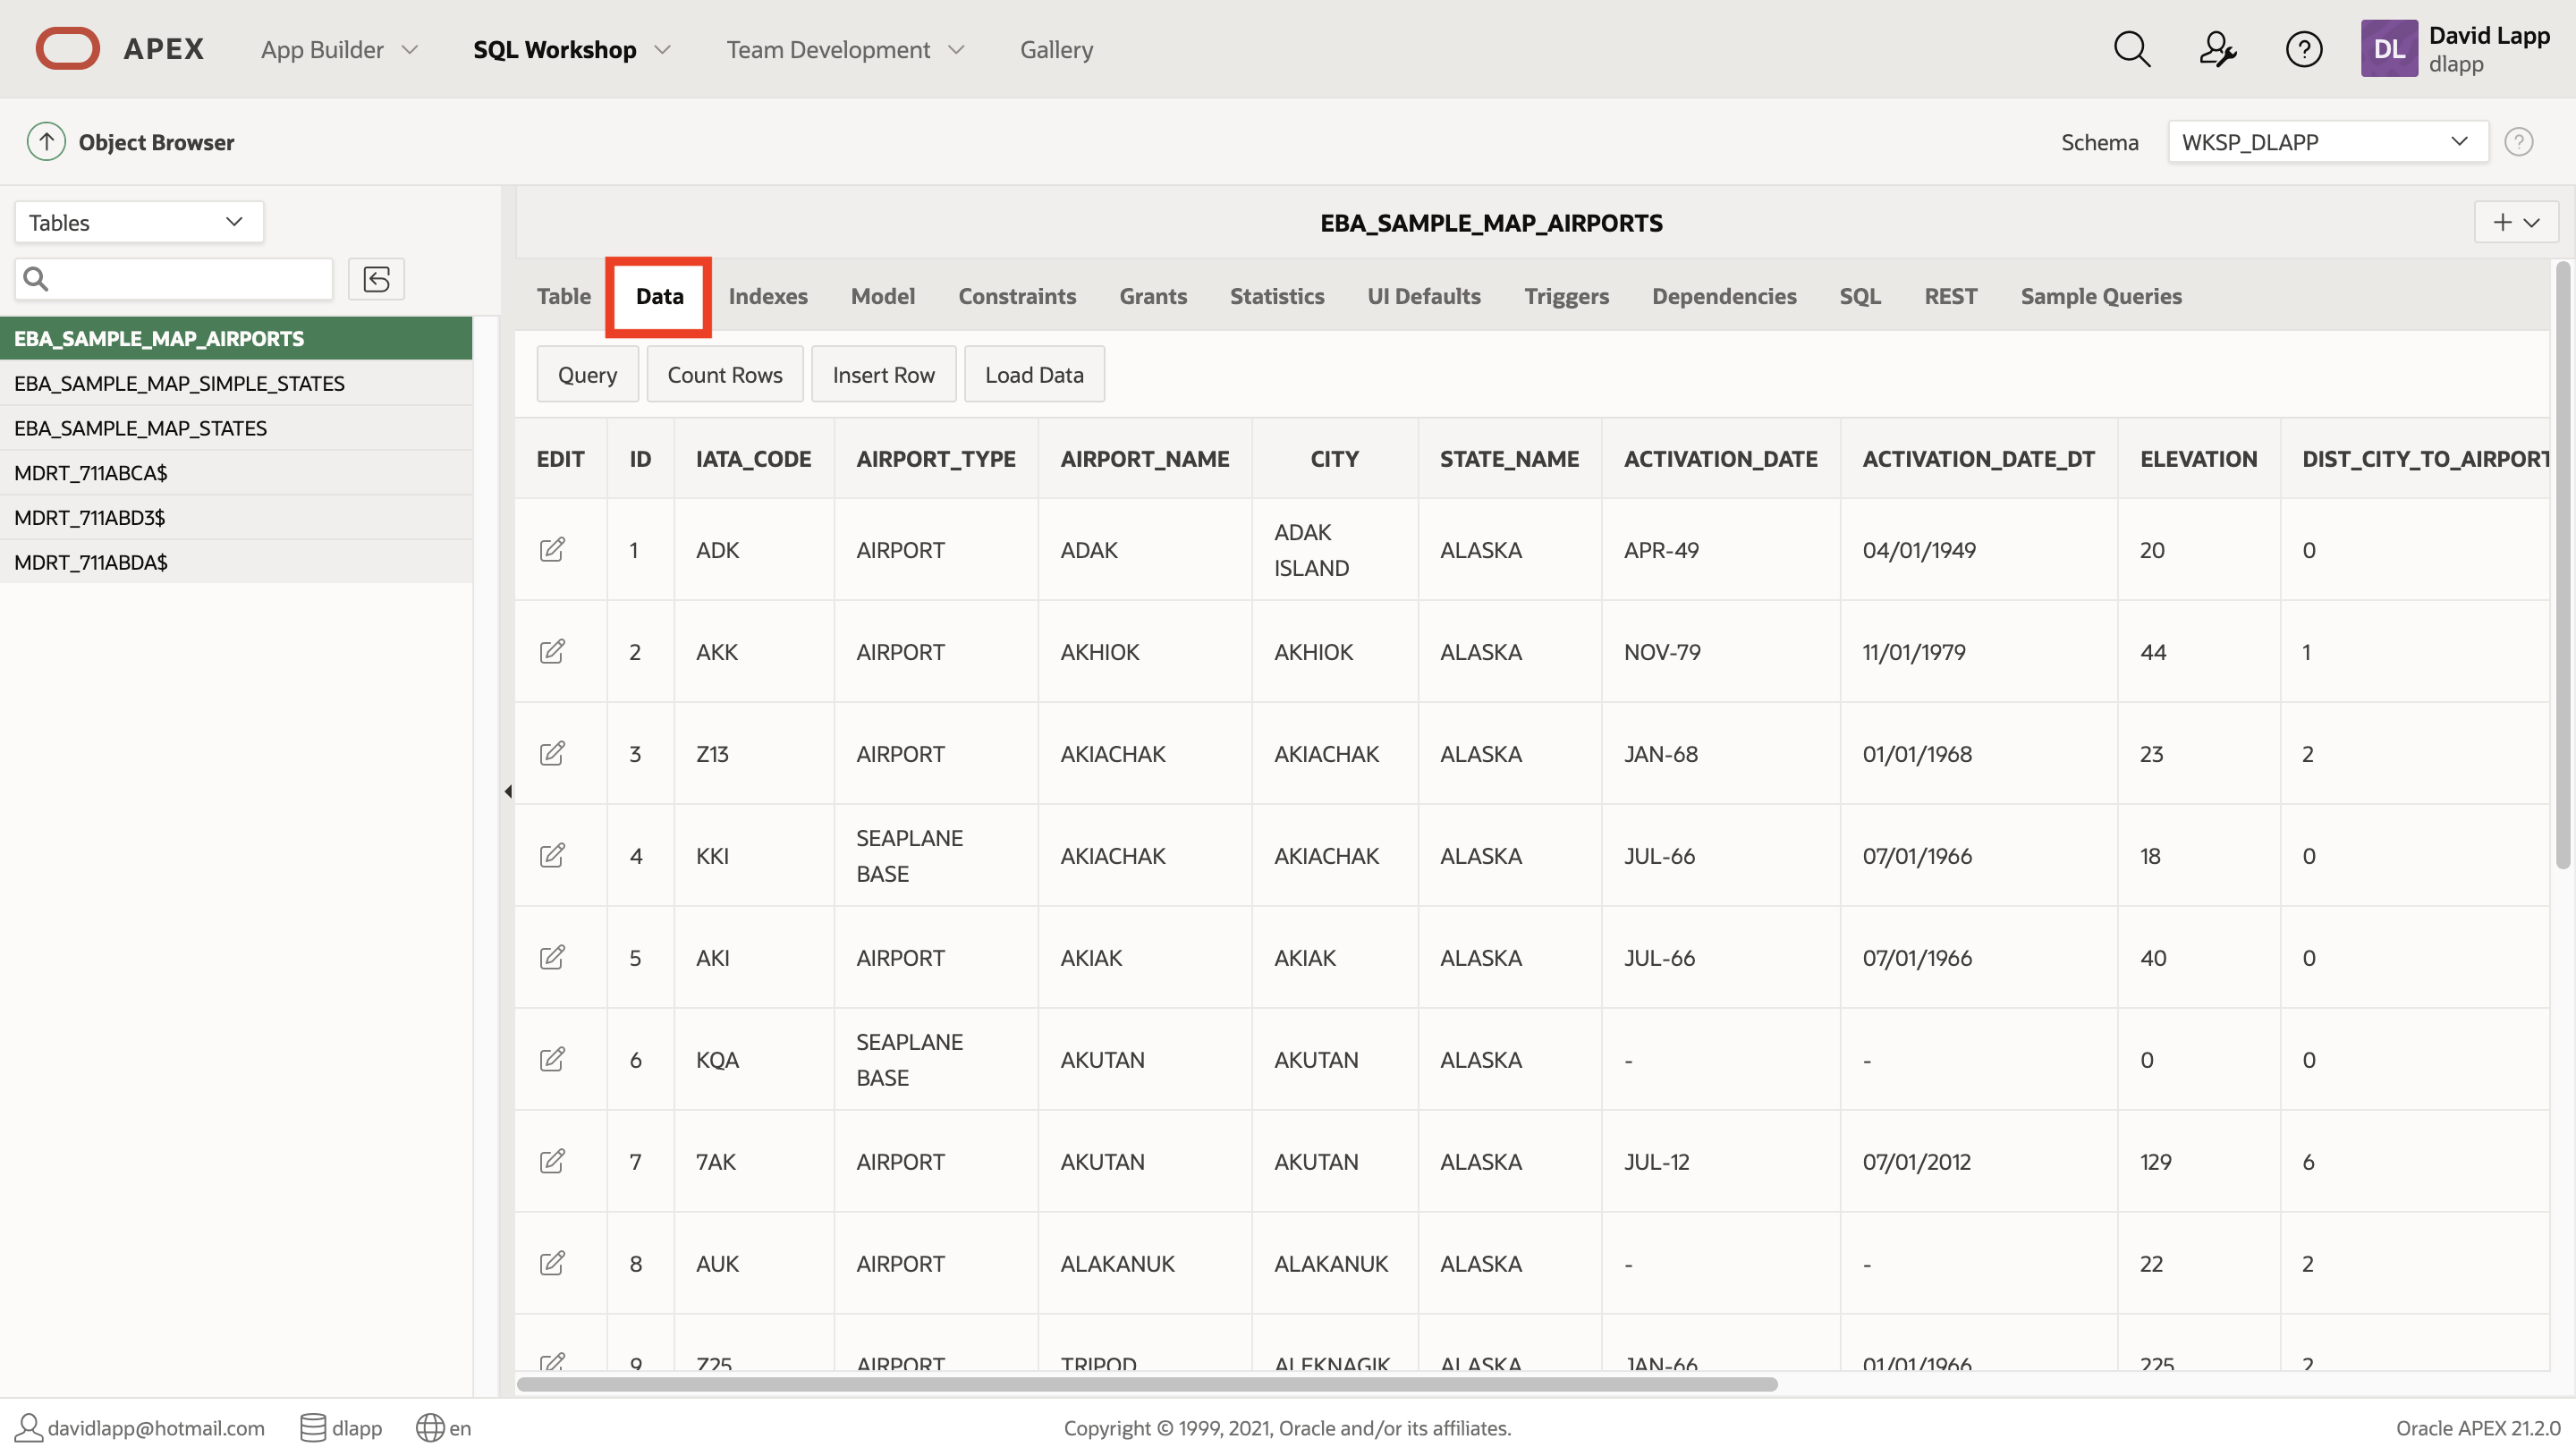 APEX App Builder SQL Workshop Team Development Gallery DL David Lapp
dlapp
Object Browser Schema WKSP_DLAPP ?
Tables
EBA_SAMPLE_MAP_AIRPORTS
EBA_SAMPLE_MAP_SIMPLE_STATES
EBA_SAMPLE_MAP_STATES
MDRT_711ABCA$
MDRT_711ABD3$
MDRT_711ABDA$
EBA_SAMPLE_MAP_AIRPORTS
Table Data Indexes Model Constraints Grants Statistics UI Defaults Triggers Dependencies SQL REST Sample Queries
Query Count Rows Insert Row Load Data
EDIT ID IATA_CODE AIRPORT_TYPE AIRPORT_NAME CITY STATE_NAME ACTIVATION_DATE ACTIVATION_DATE_DT ELEVATION DIST_CITY_TO_AIRPORT
1 ADK AIRPORT ADAK ADAK ISLAND ALASKA APR-49 04/01/1949 20 0
2 AKK AIRPORT AKHIOK AKHIOK ALASKA NOV-79 11/01/1979 44 1
3 Z13 AIRPORT AKIACHAK AKIACHAK ALASKA JAN-68 01/01/1968 23 2
4 KKI SEAPLANE BASE AKIACHAK AKIACHAK ALASKA JUL-66 07/01/1966 18 0
5 AKI AIRPORT AKIAK AKIAK ALASKA JUL-66 07/01/1966 40 0
6 KQA SEAPLANE BASE AKUTAN AKUTAN ALASKA - - 0 0
7 7AK AIRPORT AKUTAN AKUTAN ALASKA JUL-12 07/01/2012 129 6
8 AUK AIRPORT ALAKANUK ALAKANUK ALASKA - - 22 2
9 Z25 AIRPORT TRIPOD ALEKNAGIK ALASKA JAN-66 01/01/1966 225 2
davidlapp@hotmail.com dlapp en Copyright © 1999, 2021, Oracle and/or its affiliates. Oracle APEX 21.2.0